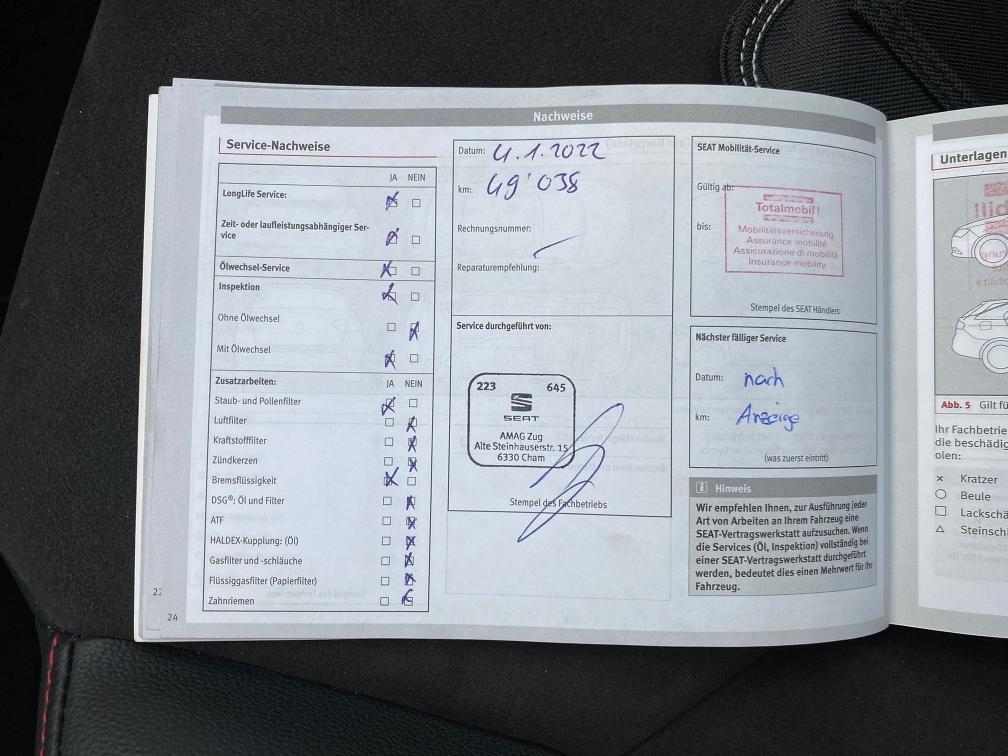 Nachweise
Service-Nachweise
JA NEIN
LongLife Service:
Zeit- oder laufleistungsabhängiger Ser-
vice
Ölwechsel-Service
Inspektion
Ohne Ölwechsel
Mit Ölwechsel
Zusatzarbeiten: JA NEIN
Staub- und Pollenfilter
Luftfilter
Kraftstofffilter
Zündkerzen
Bremsflüssigkeit
DSG®: Öl und Filter
ATF
HALDEX-Kupplung: (Öl)
Gasfilter und -schläuche
Flüssiggasfilter (Papierfilter)
Zahnriemen
24
Datum: 4.1.2022
km: 49'038
Rechnungsnummer:
Reparaturempfehlung:
Service durchgeführt von:
223 645
SEAT
AMAG Zug
Alte Steinhauserstr. 15
6330 Cham
Stempel des Fachbetriebs
SEAT Mobilität-Service
Gültig ab:
bis:
Totalmobil!
Mobilitätsversicherung
Assurance mobilité
Assicurazione di mobilità
Insurance mobility
Stempel des SEAT Händlers
Nächster fälliger Service
Datum: nach
km: Anzeige
(was zuerst eintritt)
i Hinweis
Wir empfehlen Ihnen, zur Ausführung jeder
Art von Arbeiten an Ihrem Fahrzeug eine
SEAT-Vertragswerkstatt aufzusuchen. Wenn
die Services (Öl, Inspektion) vollständig bei
einer SEAT-Vertragswerkstatt durchgeführt
werden, bedeutet dies einen Mehrwert für Ihr
Fahrzeug.
Unterlagen
Abb. 5 Gilt fü
Ihr Fachbetrie
die beschädig
olen:
× Kratzer
○ Beule
□ Lackschä
△ Steinschl